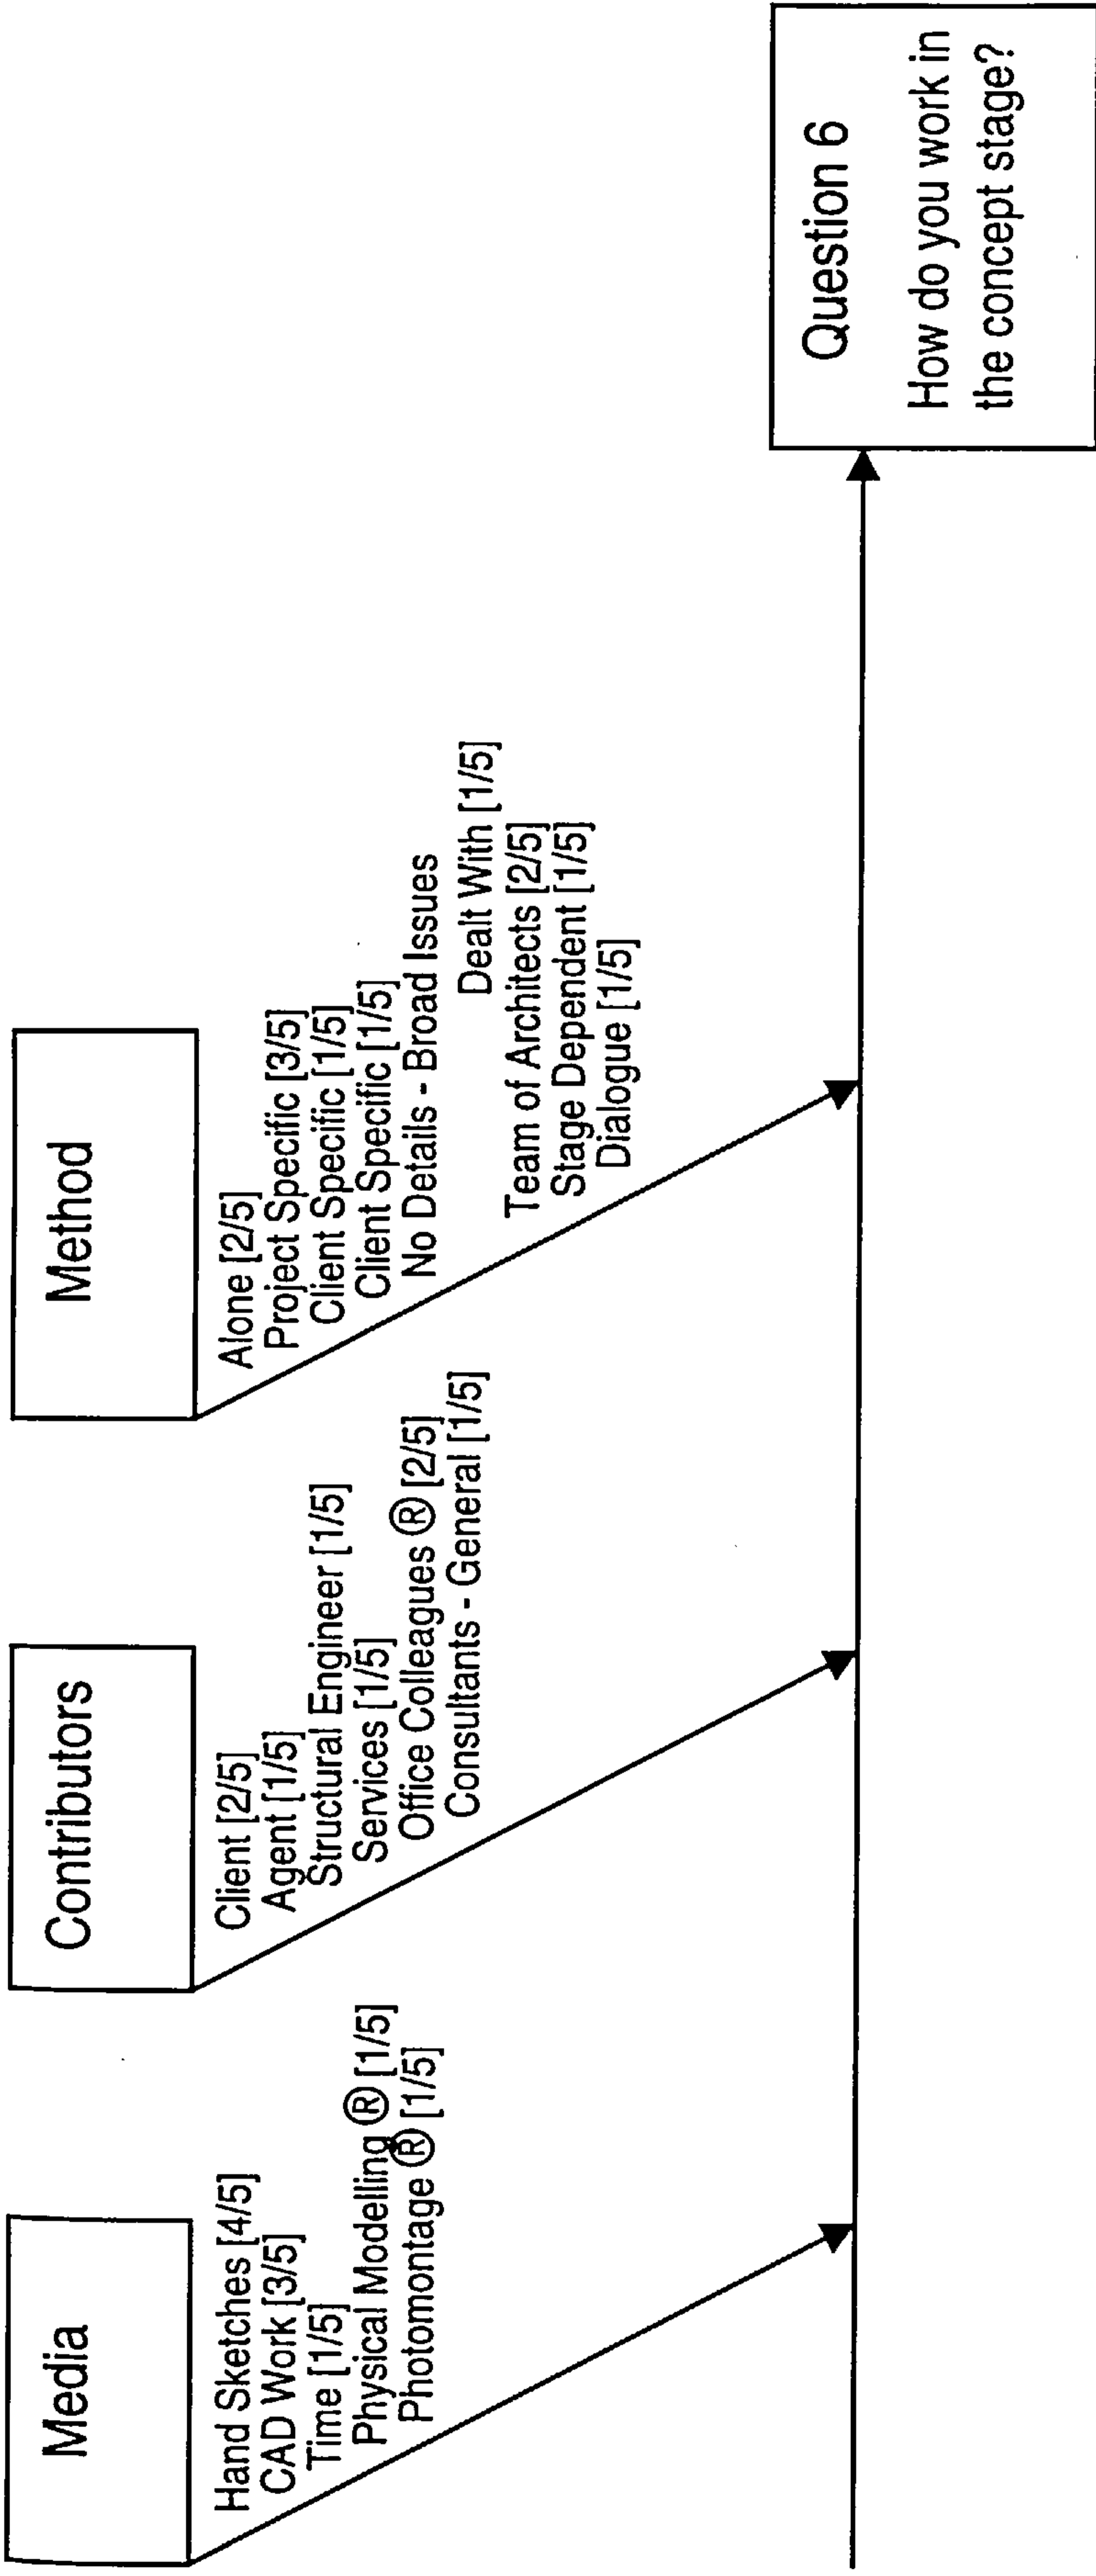 Media
Hand Sketches [4/5]
CAD Work [3/5]
Time [1/5]
Physical Modelling ® [1/5]
Photomontage ® [1/5]
Contributors
Client [2/5]
Agent [1/5]
Structural Engineer [1/5]
Services [1/5]
Office Colleagues ® [2/5]
Consultants - General [1/5]
Method
Alone [2/5]
Project Specific [3/5]
Client Specific [1/5]
Client Specific [1/5]
No Details - Broad Issues
Dealt With [1/5]
Team of Architects [2/5]
Stage Dependent [1/5]
Dialogue [1/5]
Question 6
How do you work in
the concept stage?